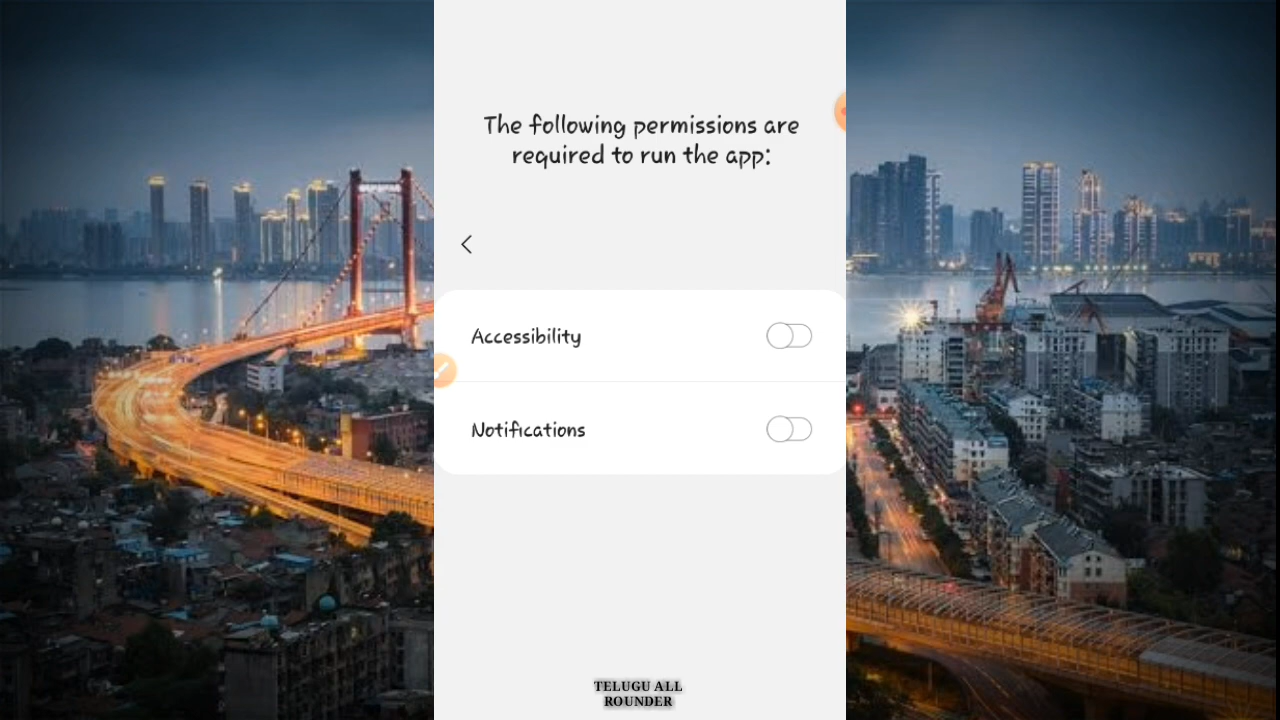 The following permissions are
required to run the app:
Accessibility
Notifications
TELUGU ALL
ROUNDER